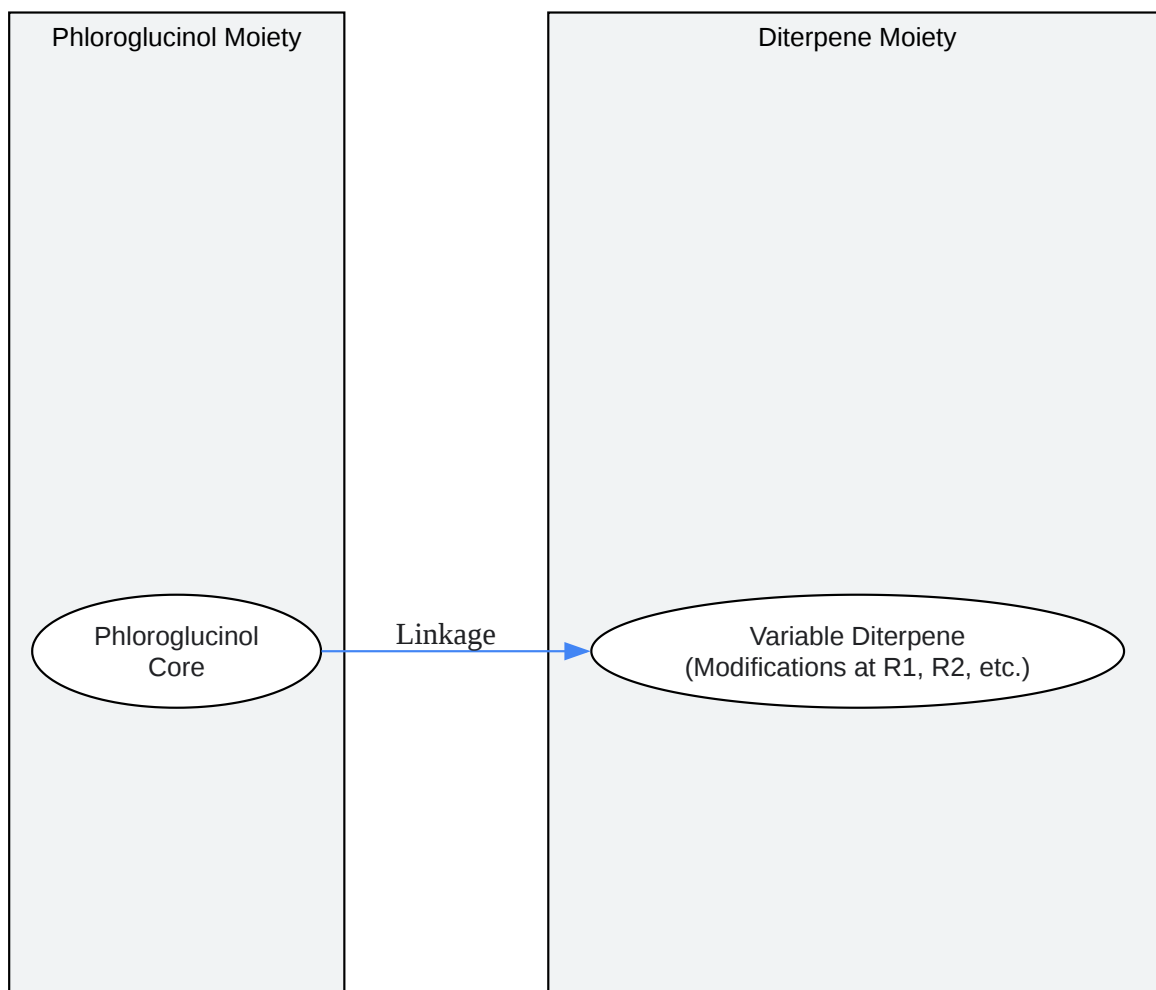 Phloroglucinol Moiety
Diterpene Moiety
Phloroglucinol
Core
Linkage
Variable Diterpene
(Modifications at R1, R2, etc.)